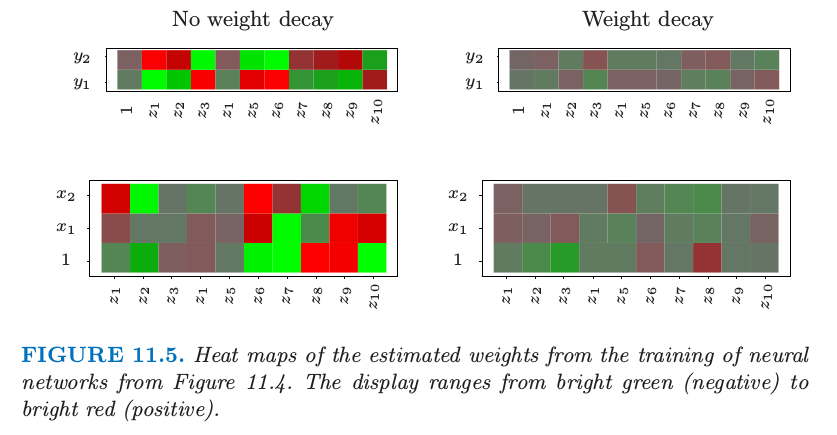 No weight decay
Weight decay
y2
y1
1 z1 z2 z3 z1 z5 z6 z7 z8 z9 z10
y2
y1
1 z1 z2 z3 z1 z5 z6 z7 z8 z9 z10
x2
x1
1
z1 z2 z3 z1 z5 z6 z7 z8 z9 z10
x2
x1
1
z1 z2 z3 z1 z5 z6 z7 z8 z9 z10
FIGURE 11.5. Heat maps of the estimated weights from the training of neural
networks from Figure 11.4. The display ranges from bright green (negative) to
bright red (positive).